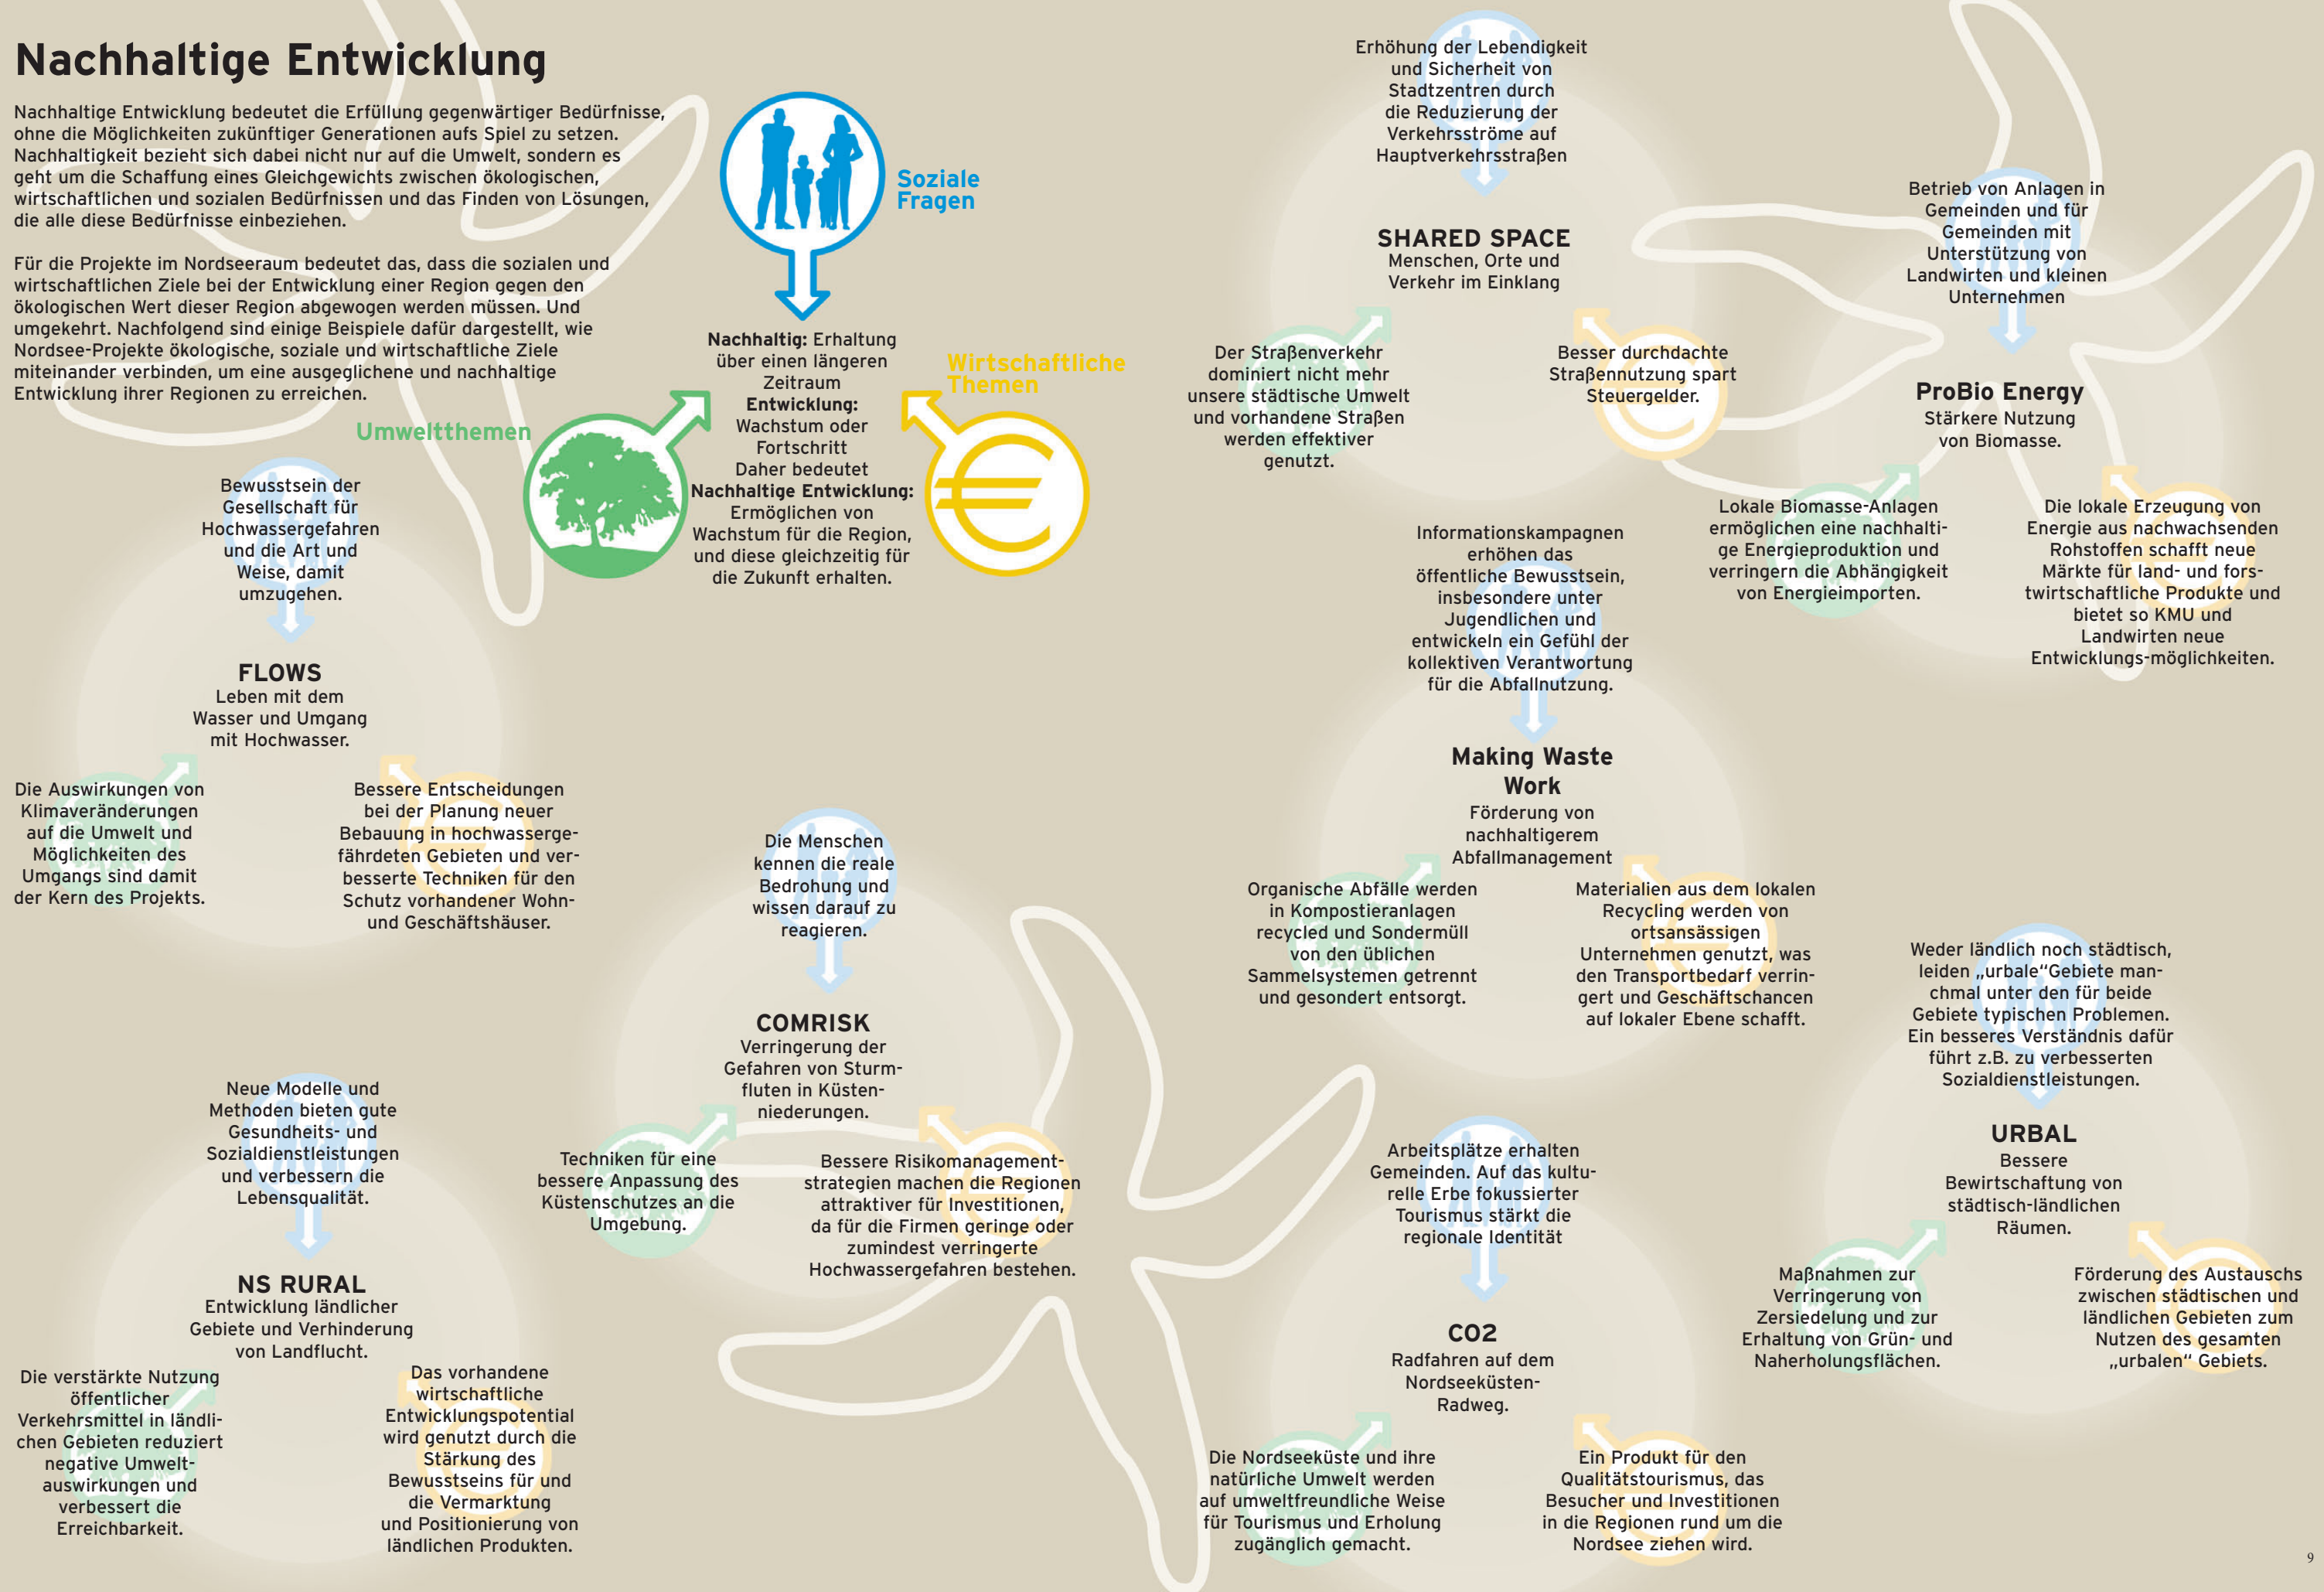 Nachhaltige Entwicklung
Nachhaltige Entwicklung bedeutet die Erfüllung gegenwärtiger Bedürfnisse,
ohne die Möglichkeiten zukünftiger Generationen aufs Spiel zu setzen.
Nachhaltigkeit bezieht sich dabei nicht nur auf die Umwelt, sondern es
geht um die Schaffung eines Gleichgewichts zwischen ökologischen,
wirtschaftlichen und sozialen Bedürfnissen und das Finden von Lösungen,
die alle diese Bedürfnisse einbeziehen.
Für die Projekte im Nordseeraum bedeutet das, dass die sozialen und
wirtschaftlichen Ziele bei der Entwicklung einer Region gegen den
ökologischen Wert dieser Region abgewogen werden müssen. Und
umgekehrt. Nachfolgend sind einige Beispiele dafür dargestellt, wie
Nordsee-Projekte ökologische, soziale und wirtschaftliche Ziele
miteinander verbinden, um eine ausgeglichene und nachhaltige
Entwicklung ihrer Regionen zu erreichen.
Soziale
Fragen
Umweltthemen
Wirtschaftliche
Themen
Nachhaltig: Erhaltung
über einen längeren
Zeitraum
Entwicklung:
Wachstum oder
Fortschritt
Daher bedeutet
Nachhaltige Entwicklung:
Ermöglichen von
Wachstum für die Region,
und diese gleichzeitig für
die Zukunft erhalten.
Bewusstsein der
Gesellschaft für
Hochwassergefahren
und die Art und
Weise, damit
umzugehen.
FLOWS
Leben mit dem
Wasser und Umgang
mit Hochwasser.
Die Auswirkungen von
Klimaveränderungen
auf die Umwelt und
Möglichkeiten des
Umgangs sind damit
der Kern des Projekts.
Bessere Entscheidungen
bei der Planung neuer
Bebauung in hochwasserge-
fährdeten Gebieten und ver-
besserte Techniken für den
Schutz vorhandener Wohn-
und Geschäftshäuser.
Neue Modelle und
Methoden bieten gute
Gesundheits- und
Sozialdienstleistungen
und verbessern die
Lebensqualität.
NS RURAL
Entwicklung ländlicher
Gebiete und Verhinderung
von Landflucht.
Die verstärkte Nutzung
öffentlicher
Verkehrsmittel in ländli-
chen Gebieten reduziert
negative Umwelt-
auswirkungen und
verbessert die
Erreichbarkeit.
Das vorhandene
wirtschaftliche
Entwicklungspotential
wird genutzt durch die
Stärkung des
Bewusstseins für und
die Vermarktung
und Positionierung von
ländlichen Produkten.
Die Menschen
kennen die reale
Bedrohung und
wissen darauf zu
reagieren.
COMRISK
Verringerung der
Gefahren von Sturm-
fluten in Küsten-
niederungen.
Techniken für eine
bessere Anpassung des
Küstenschutzes an die
Umgebung.
Bessere Risikomanagement-
strategien machen die Regionen
attraktiver für Investitionen,
da für die Firmen geringe oder
zumindest verringerte
Hochwassergefahren bestehen.
Erhöhung der Lebendigkeit
und Sicherheit von
Stadtzentren durch
die Reduzierung der
Verkehrsströme auf
Hauptverkehrsstraßen
SHARED SPACE
Menschen, Orte und
Verkehr im Einklang
Der Straßenverkehr
dominiert nicht mehr
unsere städtische Umwelt
und vorhandene Straßen
werden effektiver
genutzt.
Besser durchdachte
Straßennutzung spart
Steuergelder.
Betrieb von Anlagen in
Gemeinden und für
Gemeinden mit
Unterstützung von
Landwirten und kleinen
Unternehmen
ProBio Energy
Stärkere Nutzung
von Biomasse.
Lokale Biomasse-Anlagen
ermöglichen eine nachhalti-
ge Energieproduktion und
verringern die Abhängigkeit
von Energieimporten.
Die lokale Erzeugung von
Energie aus nachwachsenden
Rohstoffen schafft neue
Märkte für land- und fors-
twirtschaftliche Produkte und
bietet so KMU und
Landwirten neue
Entwicklungs-möglichkeiten.
Informationskampagnen
erhöhen das
öffentliche Bewusstsein,
insbesondere unter
Jugendlichen und
entwickeln ein Gefühl der
kollektiven Verantwortung
für die Abfallnutzung.
Making Waste
Work
Förderung von
nachhaltigerem
Abfallmanagement
Organische Abfälle werden
in Kompostieranlagen
recycled und Sondermüll
von den üblichen
Sammelsystemen getrennt
und gesondert entsorgt.
Materialien aus dem lokalen
Recycling werden von
ortsansässigen
Unternehmen genutzt, was
den Transportbedarf verrin-
gert und Geschäftschancen
auf lokaler Ebene schafft.
Weder ländlich noch städtisch,
leiden „urbale“Gebiete man-
chmal unter den für beide
Gebiete typischen Problemen.
Ein besseres Verständnis dafür
führt z.B. zu verbesserten
Sozialdienstleistungen.
URBAL
Bessere
Bewirtschaftung von
städtisch-ländlichen
Räumen.
Maßnahmen zur
Verringerung von
Zersiedelung und zur
Erhaltung von Grün- und
Naherholungsflächen.
Förderung des Austauschs
zwischen städtischen und
ländlichen Gebieten zum
Nutzen des gesamten
„urbalen“ Gebiets.
Arbeitsplätze erhalten
Gemeinden. Auf das kultu-
relle Erbe fokussierter
Tourismus stärkt die
regionale Identität
CO2
Radfahren auf dem
Nordseeküsten-
Radweg.
Die Nordseeküste und ihre
natürliche Umwelt werden
auf umweltfreundliche Weise
für Tourismus und Erholung
zugänglich gemacht.
Ein Produkt für den
Qualitätstourismus, das
Besucher und Investitionen
in die Regionen rund um die
Nordsee ziehen wird.
9